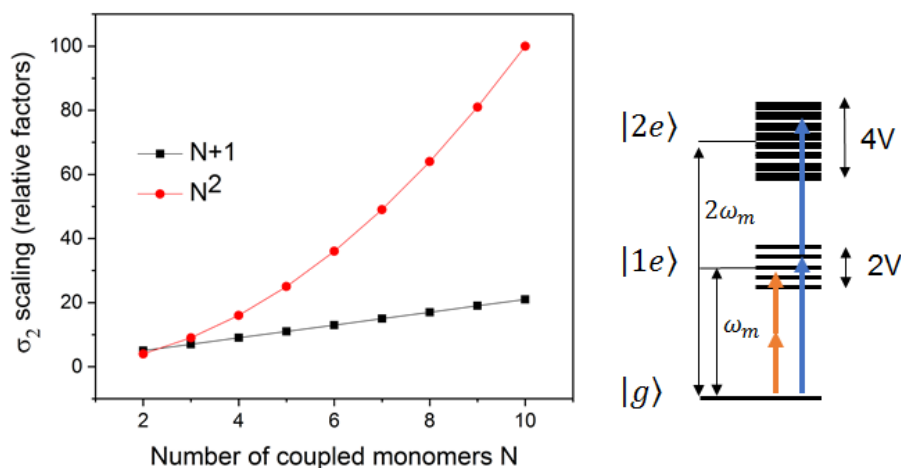 σ₂ scaling (relative factors)
100
80
60
40
20
0
N+1
N²
2
4
6
8
10
Number of coupled monomers N
|2e⟩
4V
2ωₘ
|1e⟩
2V
ωₘ
|g⟩